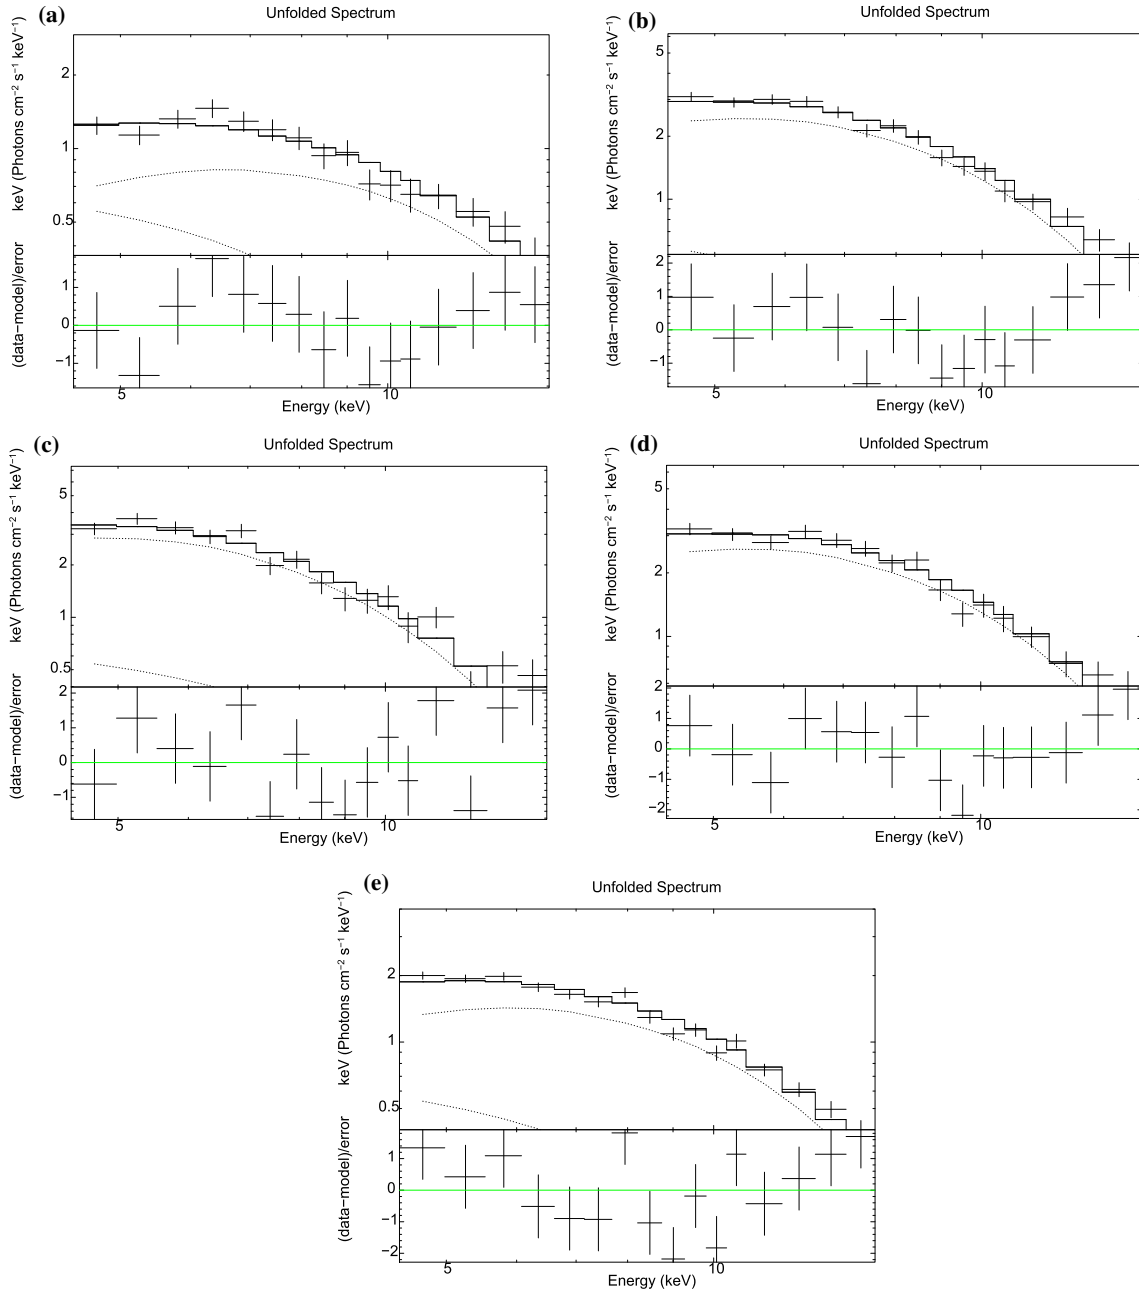 (a)
Unfolded Spectrum
keV (Photons cm⁻² s⁻¹ keV⁻¹)
2
1
0.5
(data−model)/error
1
0
−1
5
10
Energy (keV)
(b)
Unfolded Spectrum
keV (Photons cm⁻² s⁻¹ keV⁻¹)
5
2
1
(data−model)/error
2
1
0
−1
5
10
Energy (keV)
(c)
Unfolded Spectrum
keV (Photons cm⁻² s⁻¹ keV⁻¹)
5
2
1
0.5
(data−model)/error
2
1
0
−1
5
10
Energy (keV)
(d)
Unfolded Spectrum
keV (Photons cm⁻² s⁻¹ keV⁻¹)
5
2
1
(data−model)/error
2
1
0
−1
−2
5
10
Energy (keV)
(e)
Unfolded Spectrum
keV (Photons cm⁻² s⁻¹ keV⁻¹)
2
1
0.5
(data−model)/error
1
0
−1
−2
5
10
Energy (keV)